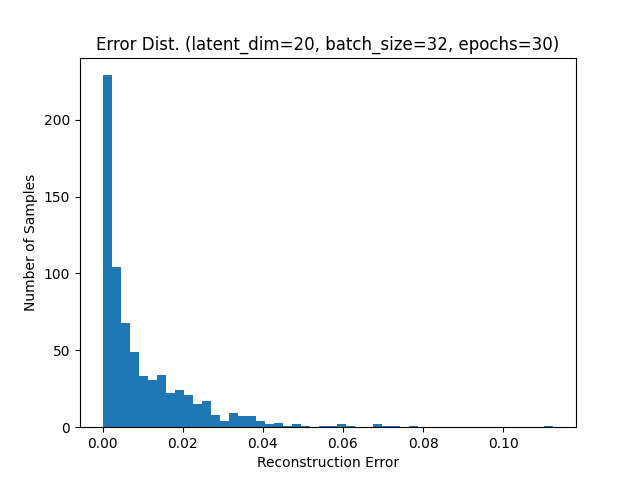 Error Dist. (latent_dim=20, batch_size=32, epochs=30)
Number of Samples
200
150
100
50
0
0.00 0.02 0.04 0.06 0.08 0.10
Reconstruction Error